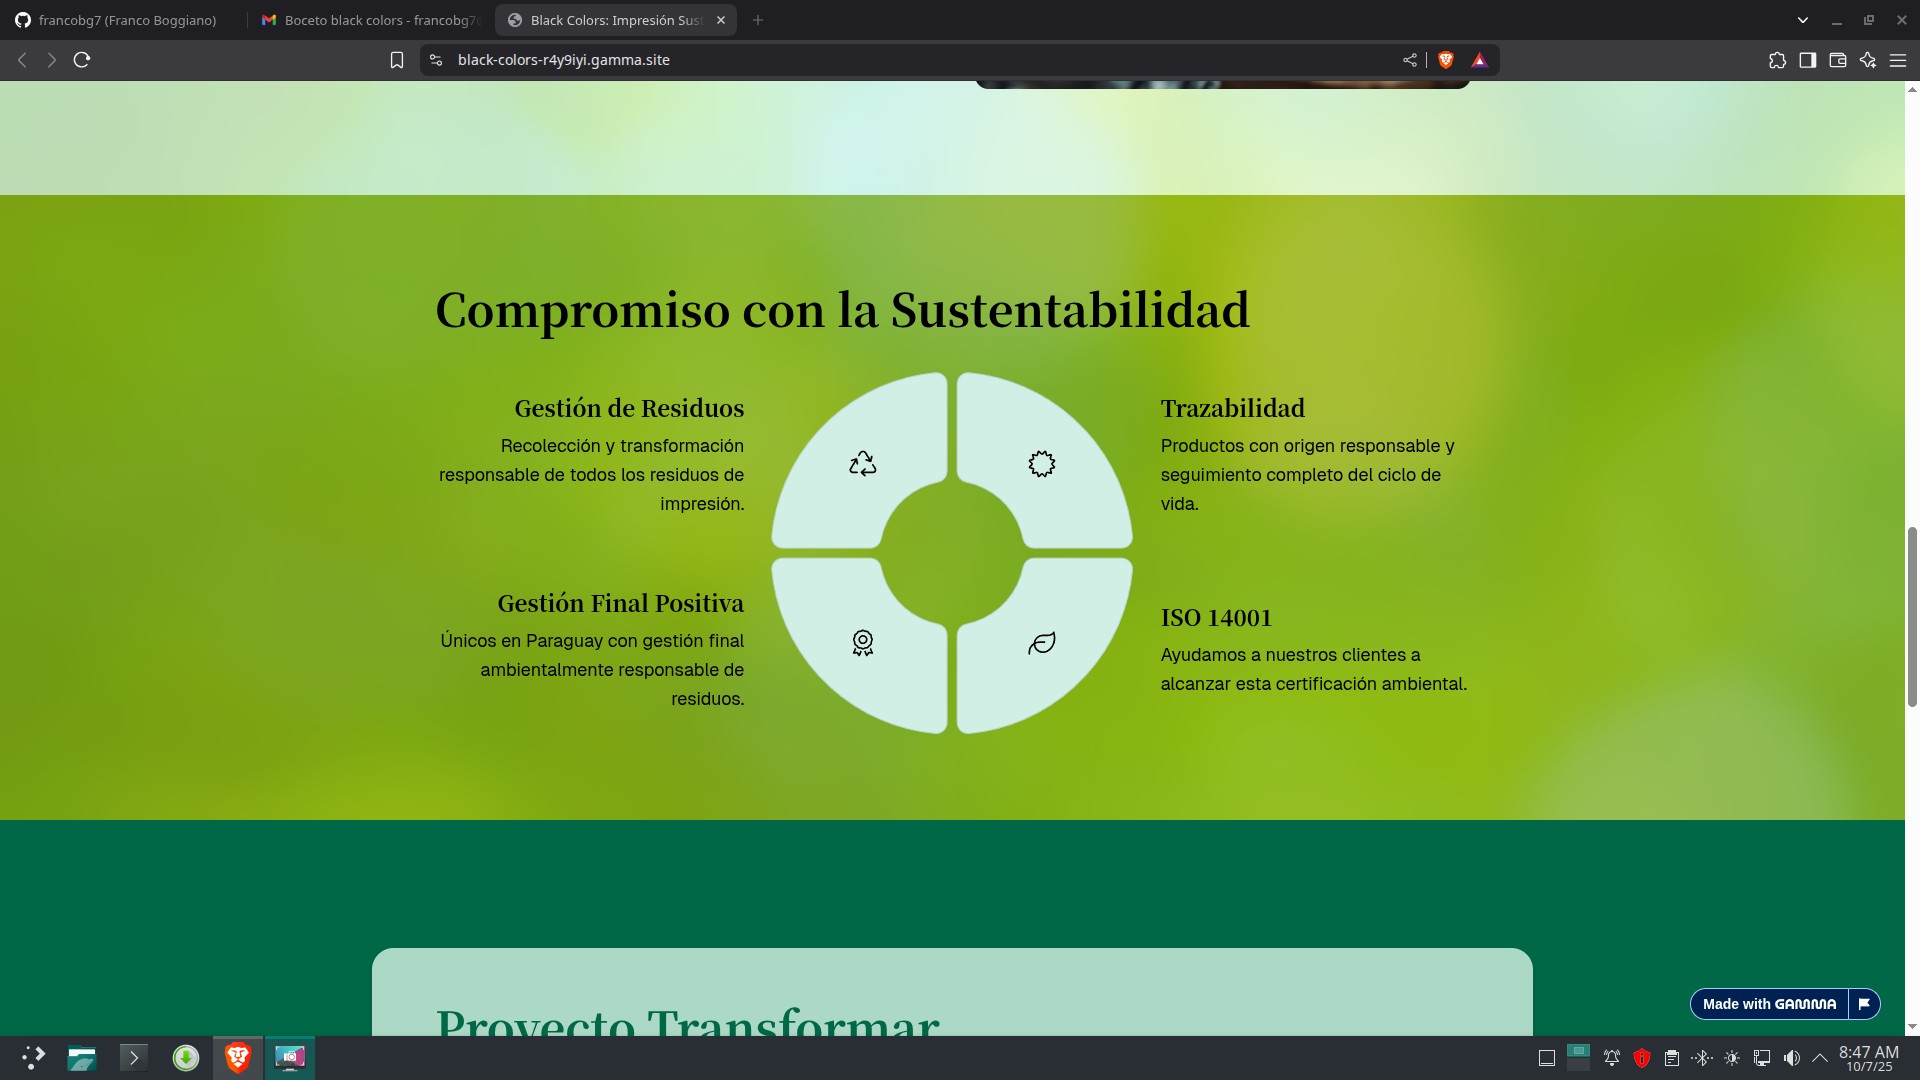 francobg7 (Franco Boggiano)
Boceto black colors - francobg7
Black Colors: Impresión Sust
black-colors-r4y9iyi.gamma.site
Compromiso con la Sustentabilidad
Gestión de Residuos
Recolección y transformación
responsable de todos los residuos de
impresión.
Trazabilidad
Productos con origen responsable y
seguimiento completo del ciclo de
vida.
Gestión Final Positiva
Únicos en Paraguay con gestión final
ambientalmente responsable de
residuos.
ISO 14001
Ayudamos a nuestros clientes a
alcanzar esta certificación ambiental.
Proyecto Transformar
Made with GAMMA
8:47 AM
10/7/25